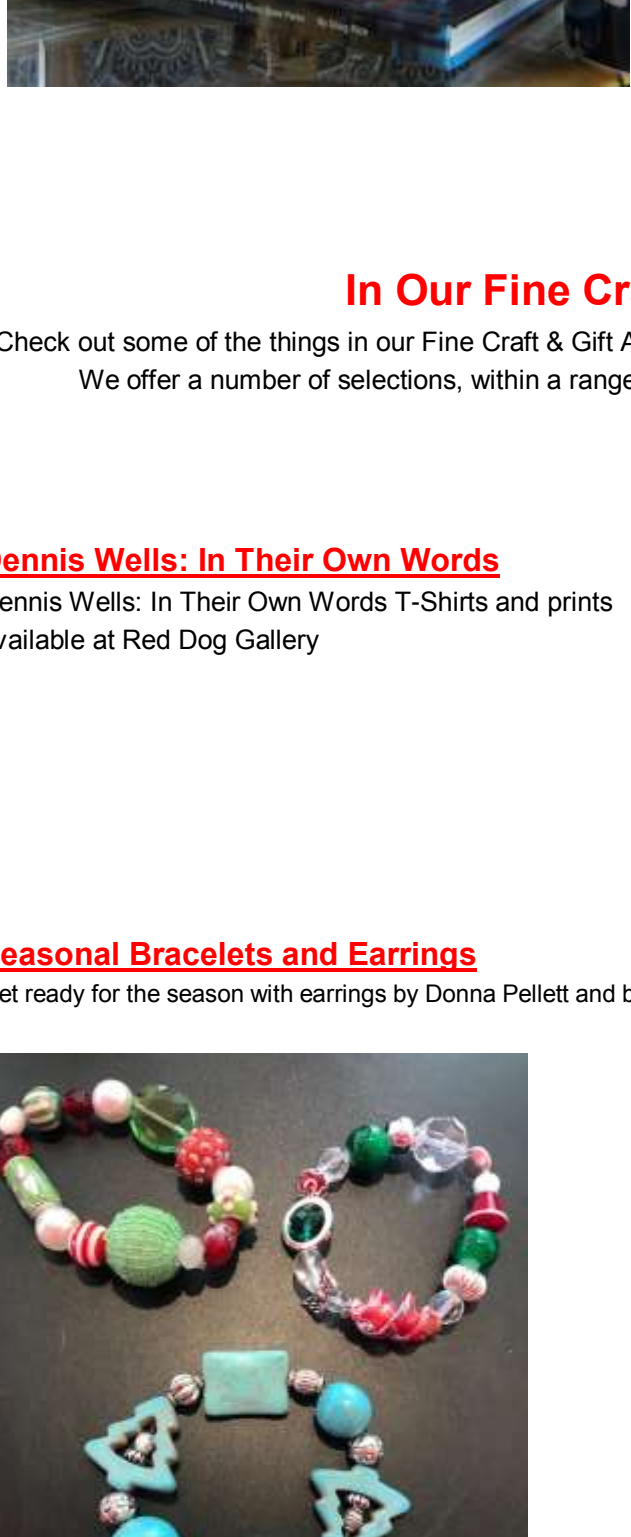 In Our Fine Cr
Check out some of the things in our Fine Craft & Gift A
We offer a number of selections, within a range
ennis Wells: In Their Own Words
ennis Wells: In Their Own Words T-Shirts and prints
vailable at Red Dog Gallery
easonal Bracelets and Earrings
et ready for the season with earrings by Donna Pellett and b